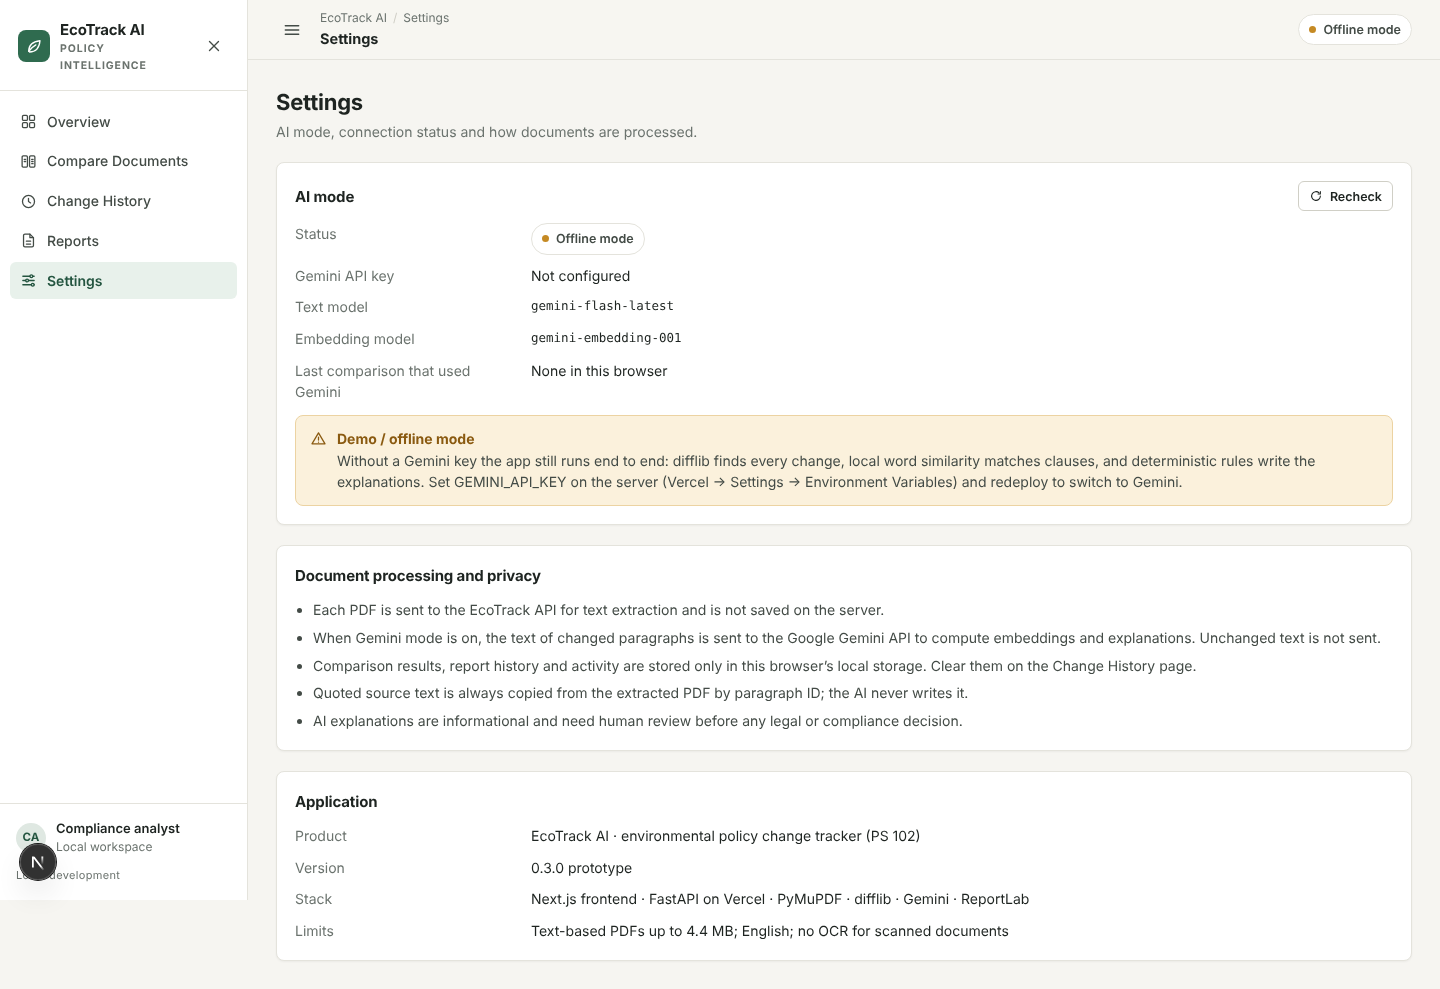 EcoTrack AI
POLICY
INTELLIGENCE
Overview
Compare Documents
Change History
Reports
Settings
CA
Compliance analyst
Local workspace
N
development
EcoTrack AI / Settings
Settings
Offline mode
Settings
AI mode, connection status and how documents are processed.
AI mode
Recheck
Status
Offline mode
Gemini API key
Not configured
Text model
gemini-flash-latest
Embedding model
gemini-embedding-001
Last comparison that used
Gemini
None in this browser
Demo / offline mode
Without a Gemini key the app still runs end to end: difflib finds every change, local word similarity matches clauses, and deterministic rules write the
explanations. Set GEMINI_API_KEY on the server (Vercel → Settings → Environment Variables) and redeploy to switch to Gemini.
Document processing and privacy
• Each PDF is sent to the EcoTrack API for text extraction and is not saved on the server.
• When Gemini mode is on, the text of changed paragraphs is sent to the Google Gemini API to compute embeddings and explanations. Unchanged text is not sent.
• Comparison results, report history and activity are stored only in this browser’s local storage. Clear them on the Change History page.
• Quoted source text is always copied from the extracted PDF by paragraph ID; the AI never writes it.
• AI explanations are informational and need human review before any legal or compliance decision.
Application
Product
EcoTrack AI · environmental policy change tracker (PS 102)
Version
0.3.0 prototype
Stack
Next.js frontend · FastAPI on Vercel · PyMuPDF · difflib · Gemini · ReportLab
Limits
Text-based PDFs up to 4.4 MB; English; no OCR for scanned documents